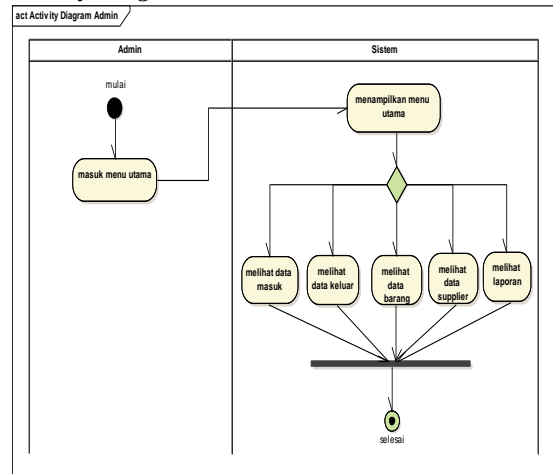 act Activity Diagram Admin
Admin
Sistem
mulai
menampilkan menu
utama
masuk menu utama
melihat data
masuk
melihat
data keluar
melihat
data
barang
melihat
data
supplier
melihat
laporan
selesai